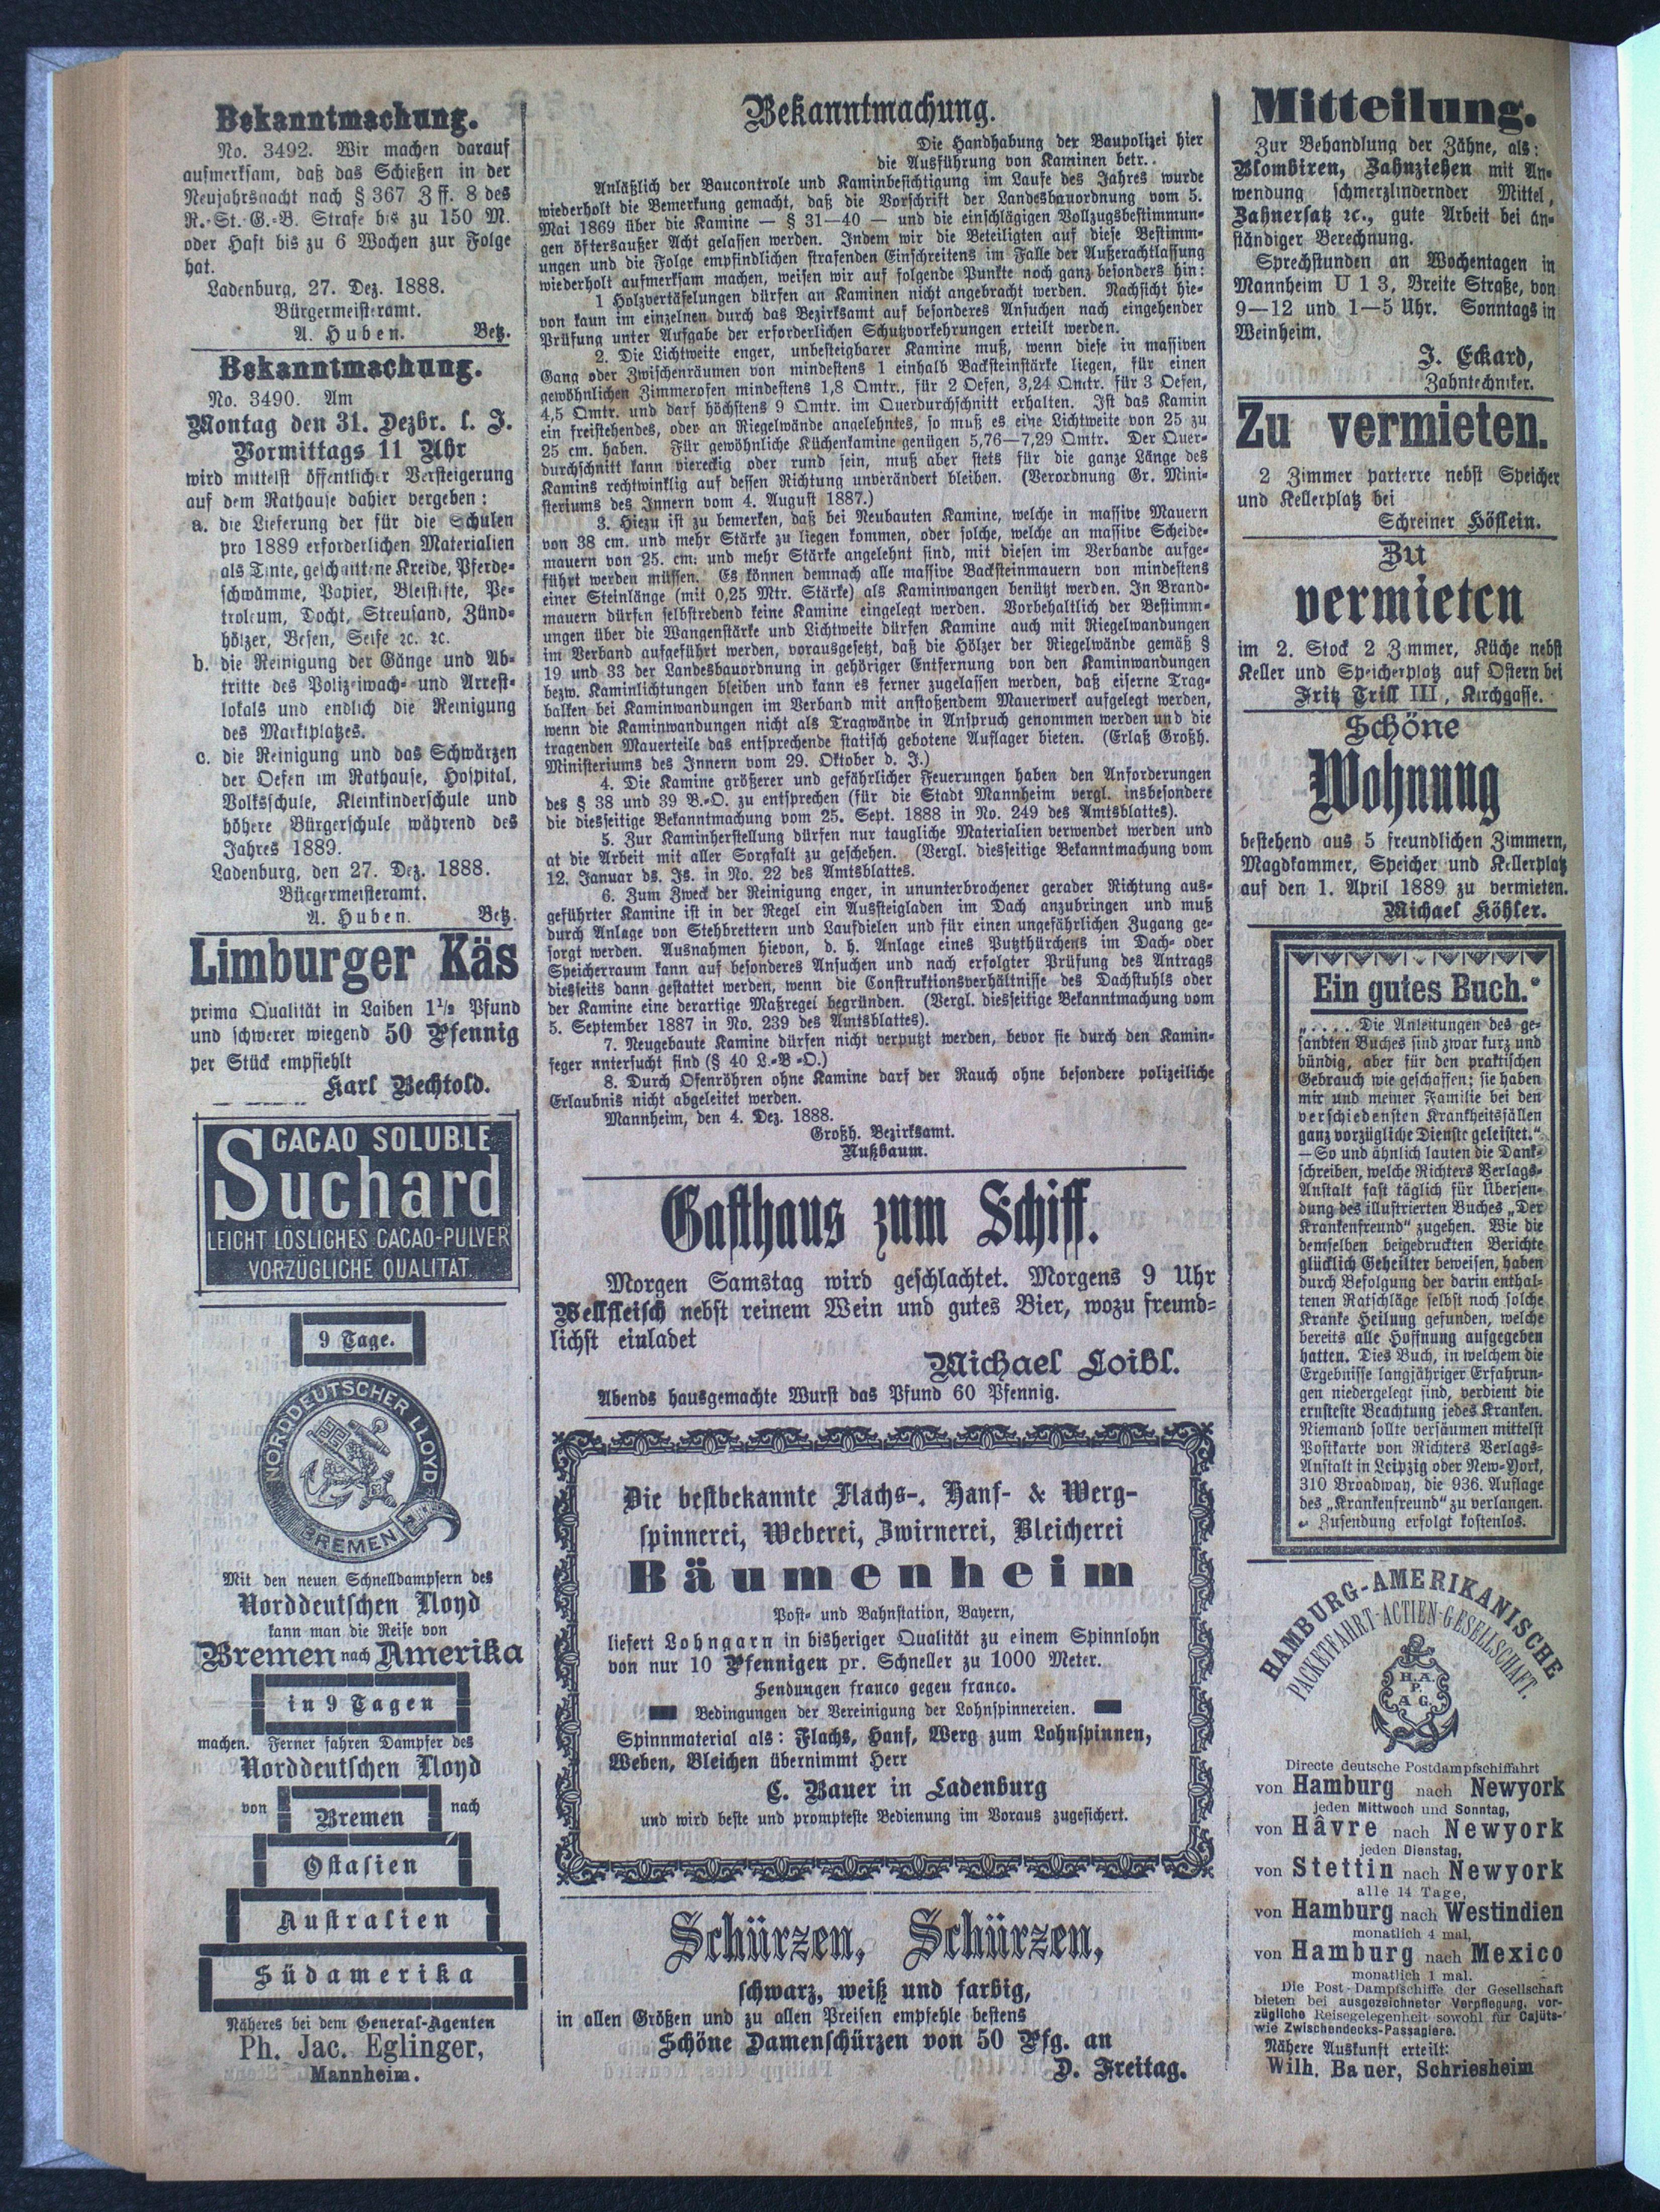 Bekanntmachung.
No. 3492. Wir machen darauf
aufmerksam, daß das Schießen in der
Neujahrsnacht nach § 367 Ziff. 8 des
R.-St.-G.-B. Strafe bis zu 150 M.
oder Haft bis zu 6 Wochen zur Folge
hat.
Ladenburg, 27. Dez. 1888.
Bürgermeisteramt.
A. Huben. Betz.
Bekanntmachung.
No. 3490. Am
Montag den 31. Dezbr. l. J.
Vormittags 11 Uhr
wird mittelst öffentlicher Versteigerung
auf dem Rathause dahier vergeben:
a. die Lieferung der für die Schulen
pro 1889 erforderlichen Materialien
als Tinte, geschnittene Kreide, Pferde-
schwämme, Papier, Bleistifte, Pe-
troleum, Docht, Streusand, Zünd-
hölzer, Besen, Seife ꝛc. ꝛc.
b. die Reinigung der Gänge und Ab-
tritte des Polizeiwach- und Arrest-
lokals und endlich die Reinigung
des Marktplatzes.
c. die Reinigung und das Schwärzen
der Oefen im Rathause, Hospital,
Volksschule, Kleinkinderschule und
höhere Bürgerschule während des
Jahres 1889.
Ladenburg, den 27. Dez. 1888.
Bürgermeisteramt.
A. Huben. Betz.
Limburger Käs
prima Qualität in Laiben 1½ Pfund
und schwerer wiegend 50 Pfennig
per Stück empfiehlt
Karl Bechtold.
CACAO SOLUBLE
Suchard
LEICHT LÖSLICHES CACAO-PULVER
VORZÜGLICHE QUALITÄT
9 Tage.
NORDDEUTSCHER LLOYD
BREMEN
Mit den neuen Schnelldampfern des
Norddeutschen Lloyd
kann man die Reise von
Bremen nach Amerika
in 9 Tagen
machen. Ferner fahren Dampfer des
Norddeutschen Lloyd
von Bremen nach
Ostasien
Australien
Südamerika
Näheres bei dem General-Agenten
Ph. Jac. Eglinger,
Mannheim.
Bekanntmachung.
Die Handhabung der Baupolizei hier
die Ausführung von Kaminen betr..
Anläßlich der Baucontrole und Kaminbesichtigung im Laufe des Jahres wurde
wiederholt die Bemerkung gemacht, daß die Vorschrift der Landesbauordnung vom 5.
Mai 1869 über die Kamine — § 31—40 — und die einschlägigen Vollzugsbestimmun-
gen öftersaußer Acht gelassen werden. Indem wir die Beteiligten auf diese Bestimm-
ungen und die Folge empfindlichen strafenden Einschreitens im Falle der Außerachtlassung
wiederholt aufmerksam machen, weisen wir auf folgende Punkte noch ganz besonders hin:
1 Holzvertäfelungen dürfen an Kaminen nicht angebracht werden. Nachsicht hie-
von kann im einzelnen durch das Bezirksamt auf besonderes Ansuchen nach eingehender
Prüfung unter Aufgabe der erforderlichen Schutzvorkehrungen erteilt werden.
2. Die Lichtweite enger, unbesteigbarer Kamine muß, wenn diese in massiven
Gang oder Zwischenräumen von mindestens 1 einhalb Backsteinstärke liegen, für einen
gewöhnlichen Zimmerofen mindestens 1,8 Qmtr., für 2 Oefen, 3,24 Qmtr. für 3 Oefen,
4,5 Qmtr. und darf höchstens 9 Qmtr. im Querdurchschnitt erhalten. Ist das Kamin
ein freistehendes, oder an Riegelwände angelehntes, so muß es eine Lichtweite von 25 zu
25 cm. haben. Für gewöhnliche Küchenkamine genügen 5,76—7,29 Qmtr. Der Quer-
durchschnitt kann viereckig oder rund sein, muß aber stets für die ganze Länge des
Kamins rechtwinklig auf dessen Richtung unverändert bleiben. (Verordnung Gr. Mini-
steriums des Innern vom 4. August 1887.)
3. Hiezu ist zu bemerken, daß bei Neubauten Kamine, welche in massive Mauern
von 38 cm. und mehr Stärke zu liegen kommen, oder solche, welche an massive Scheide-
mauern von 25. cm: und mehr Stärke angelehnt sind, mit diesen im Verbande aufge-
führt werden müssen. Es können demnach alle massive Backsteinmauern von mindestens
einer Steinlänge (mit 0,25 Mtr. Stärke) als Kaminwangen benützt werden. In Brand-
mauern dürfen selbstredend keine Kamine eingelegt werden. Vorbehaltlich der Bestimm-
ungen über die Wangenstärke und Lichtweite dürfen Kamine auch mit Riegelwandungen
im Verband aufgeführt werden, vorausgesetzt, daß die Hölzer der Riegelwände gemäß §
19 und 33 der Landesbauordnung in gehöriger Entfernung von den Kaminwandungen
bezw. Kaminlichtungen bleiben und kann es ferner zugelassen werden, daß eiserne Trag-
balken bei Kaminwandungen im Verband mit anstoßendem Mauerwerk aufgelegt werden,
wenn die Kaminwandungen nicht als Tragwände in Anspruch genommen werden und die
tragenden Mauerteile das entsprechende statisch gebotene Auflager bieten. (Erlaß Großh.
Ministeriums des Innern vom 29. Oktober d. J.)
4. Die Kamine größerer und gefährlicher Feuerungen haben den Anforderungen
des § 38 und 39 B.-O. zu entsprechen (für die Stadt Mannheim vergl. insbesondere
die diesseitige Bekanntmachung vom 25. Sept. 1888 in No. 249 des Amtsblattes).
5. Zur Kaminherstellung dürfen nur taugliche Materialien verwendet werden und
at die Arbeit mit aller Sorgfalt zu geschehen. (Vergl. diesseitige Bekanntmachung vom
12. Januar ds. Js. in No. 22 des Amtsblattes.
6. Zum Zweck der Reinigung enger, in ununterbrochener gerader Richtung aus-
geführter Kamine ist in der Regel ein Aussteigladen im Dach anzubringen und muß
durch Anlage von Stehbrettern und Laufdielen und für einen ungefährlichen Zugang ge-
sorgt werden. Ausnahmen hievon, d. h. Anlage eines Putzthürchens im Dach- oder
Speicherraum kann auf besonderes Ansuchen und nach erfolgter Prüfung des Antrags
diesseits dann gestattet werden, wenn die Construktionsverhältnisse des Dachstuhls oder
der Kamine eine derartige Maßregel begründen. (Vergl. diesseitige Bekanntmachung vom
5. September 1887 in No. 239 des Amtsblattes).
7. Neugebaute Kamine dürfen nicht verputzt werden, bevor sie durch den Kamin-
feger nntersucht sind (§ 40 L.-B -O.)
8. Durch Ofenröhren ohne Kamine darf der Rauch ohne besondere polizeiliche
Erlaubnis nicht abgeleitet werden.
Mannheim, den 4. Dez. 1888.
Großh. Bezirksamt.
Nußbaum.
Gasthaus zum Schiff.
Morgen Samstag wird geschlachtet. Morgens 9 Uhr
Wellfleisch nebst reinem Wein und gutes Bier, wozu freund-
lichst einladet
Michael Loibl.
Abends hausgemachte Wurst das Pfund 60 Pfennig.
Die bestbekannte Flachs-, Hanf- & Werg-
spinnerei, Weberei, Zwirnerei, Bleicherei
Bäumenheim
Post- und Bahnstation, Bayern,
liefert Lohngarn in bisheriger Qualität zu einem Spinnlohn
von nur 10 Pfennigen pr. Schneller zu 1000 Meter.
Sendungen franco gegen franco.
Bedingungen der Vereinigung der Lohnspinnereien.
Spinnmaterial als: Flachs, Hanf, Werg zum Lohnspinnen,
Weben, Bleichen übernimmt Herr
C. Bauer in Ladenburg
und wird beste und prompteste Bedienung im Voraus zugesichert.
Schürzen, Schürzen,
schwarz, weiß und farbig,
in allen Größen und zu allen Preisen empfehle bestens
Schöne Damenschürzen von 50 Pfg. an
D. Freitag.
Mitteilung.
Zur Behandlung der Zähne, als:
Plombiren, Zahnziehen mit An-
wendung schmerzlindernder Mittel,
Zahnersatz ꝛc., gute Arbeit bei an-
ständiger Berechnung.
Sprechstunden an Wochentagen in
Mannheim U 1 3, Breite Straße, von
9—12 und 1—5 Uhr. Sonntags in
Weinheim.
J. Eckard,
Zahntechniker.
Zu vermieten.
2 Zimmer parterre nebst Speicher
und Kellerplatz bei
Schreiner Höflein.
Zu
vermieten
im 2. Stock 2 Zimmer, Küche nebst
Keller und Speicherplatz auf Ostern bei
Fritz Trill III, Kirchgasse.
Schöne
Wohnung
bestehend aus 5 freundlichen Zimmern,
Magdkammer, Speicher und Kellerplatz
auf den 1. April 1889 zu vermieten.
Michael Köhler.
Ein gutes Buch.
„.... Die Anleitungen des ge-
sandten Buches sind zwar kurz und
bündig, aber für den praktischen
Gebrauch wie geschaffen; sie haben
mir und meiner Familie bei den
verschiedensten Krankheitsfällen
ganz vorzügliche Dienste geleistet.“
— So und ähnlich lauten die Dank-
schreiben, welche Richters Verlags-
Anstalt fast täglich für Übersen-
dung des illustrierten Buches „Der
Krankenfreund“ zugehen. Wie die
demselben beigedruckten Berichte
glücklich Geheilter beweisen, haben
durch Befolgung der darin enthal-
tenen Ratschläge selbst noch solche
Kranke Heilung gefunden, welche
bereits alle Hoffnung aufgegeben
hatten. Dies Buch, in welchem die
Ergebnisse langjähriger Erfahrun-
gen niedergelegt sind, verdient die
ernsteste Beachtung jedes Kranken.
Niemand sollte versäumen mittelst
Postkarte von Richters Verlags-
Anstalt in Leipzig oder New-York,
310 Broadway, die 936. Auflage
des „Krankenfreund“ zu verlangen.
Zusendung erfolgt kostenlos.
HAMBURG-AMERIKANISCHE
PACKETFAHRT-ACTIEN-GESELLSCHAFT.
H. A.
P.
A. G.
Directe deutsche Postdampfschiffahrt
von Hamburg nach Newyork
jeden Mittwoch und Sonntag,
von Hâvre nach Newyork
jeden Dienstag,
von Stettin nach Newyork
alle 14 Tage,
von Hamburg nach Westindien
monatlich 4 mal,
von Hamburg nach Mexico
monatlich 1 mal.
Die Post-Dampfschiffe der Gesellschaft
bieten bei ausgezeichneter Verpflegung, vor-
zügliche Reisegelegenheit sowohl für Cajüts-
wie Zwischendecks-Passagiere.
Nähere Auskunft erteilt:
Wilh. Bauer, Schriesheim